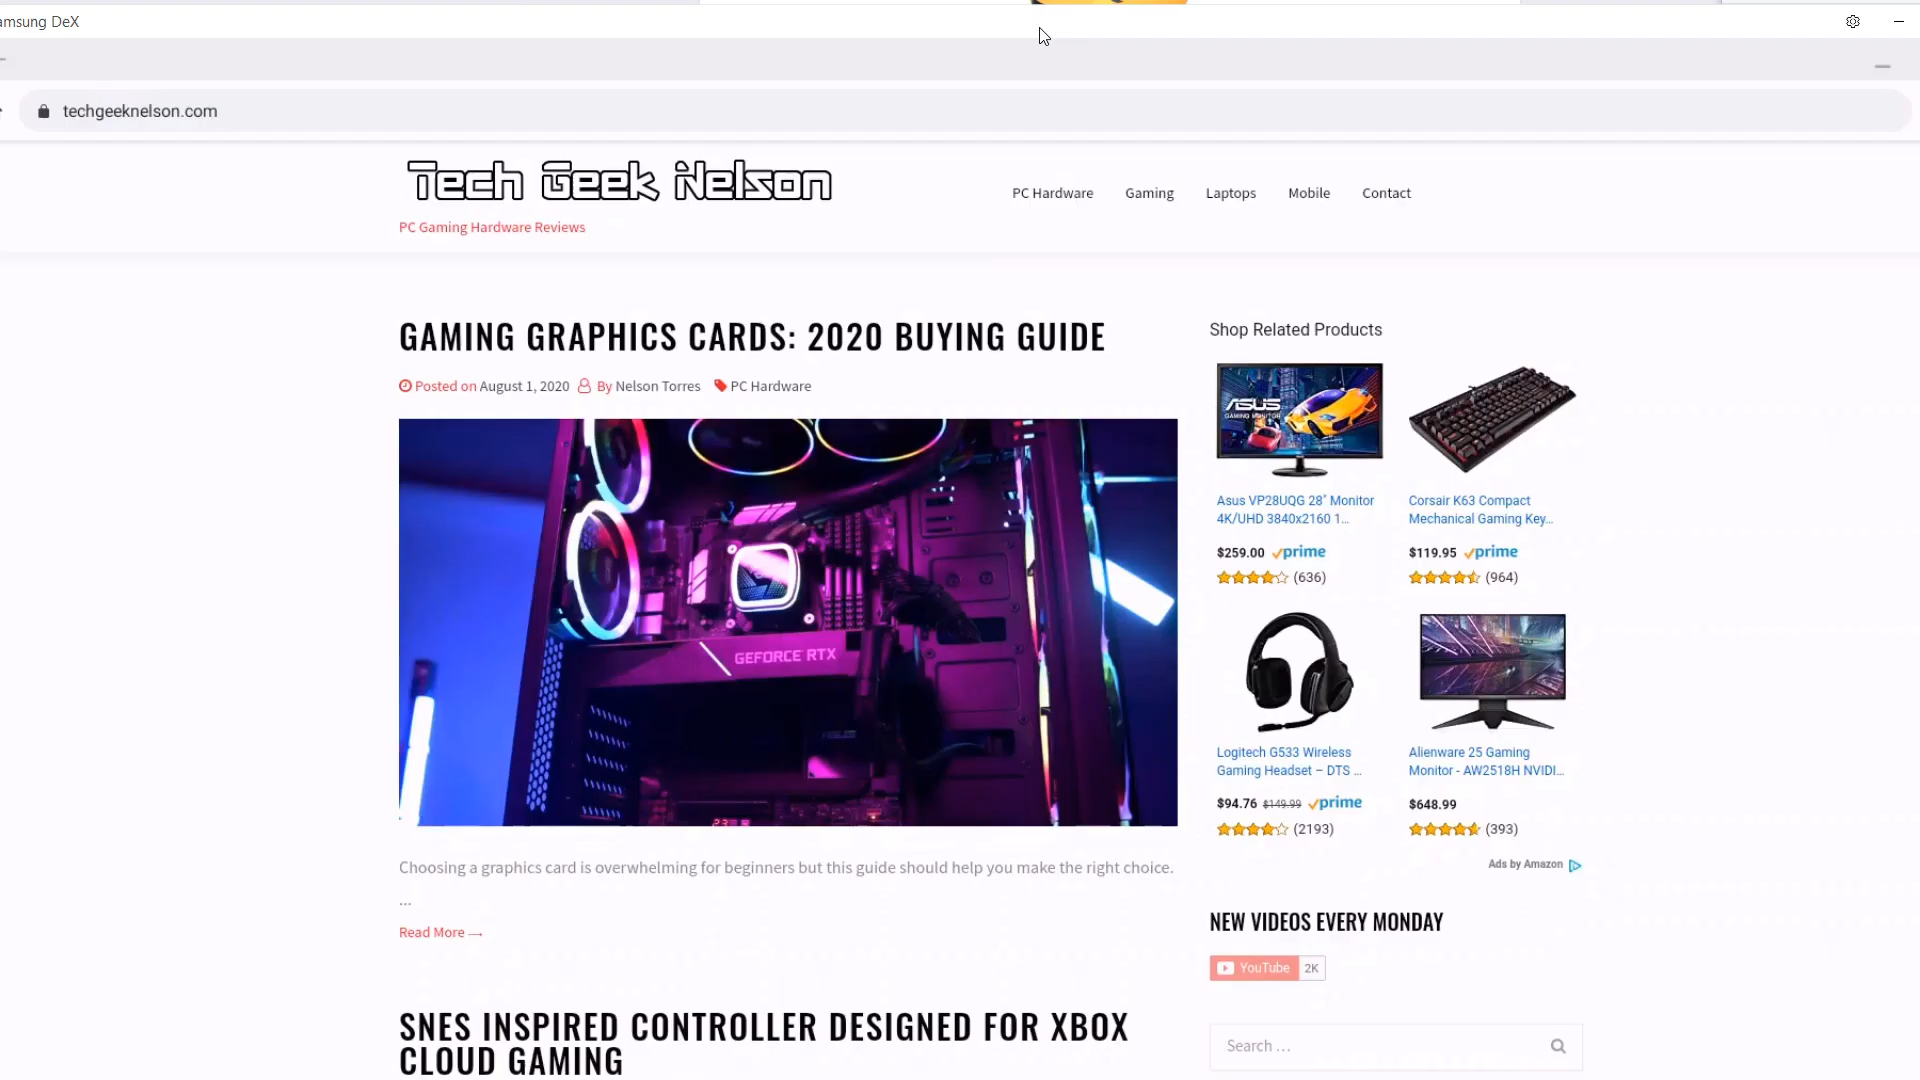 amsung DeX
techgeeknelson.com
Tech Geek Nelson
PC Gaming Hardware Reviews
PC Hardware Gaming Laptops Mobile Contact
GAMING GRAPHICS CARDS: 2020 BUYING GUIDE
Posted on August 1, 2020 By Nelson Torres PC Hardware
GEFORCE RTX
ASUS
Choosing a graphics card is overwhelming for beginners but this guide should help you make the right choice.
...
Read More →
SNES INSPIRED CONTROLLER DESIGNED FOR XBOX
CLOUD GAMING
Shop Related Products
ASUS
GAMING MONITOR
Asus VP28UQG 28" Monitor
4K/UHD 3840x2160 1...
$259.00 prime
(636)
Corsair K63 Compact
Mechanical Gaming Key...
$119.95 prime
(964)
Logitech G533 Wireless
Gaming Headset – DTS ...
$94.76 $149.99 prime
(2193)
Alienware 25 Gaming
Monitor - AW2518H NVIDI...
$648.99
(393)
Ads by Amazon
NEW VIDEOS EVERY MONDAY
YouTube 2K
Search …